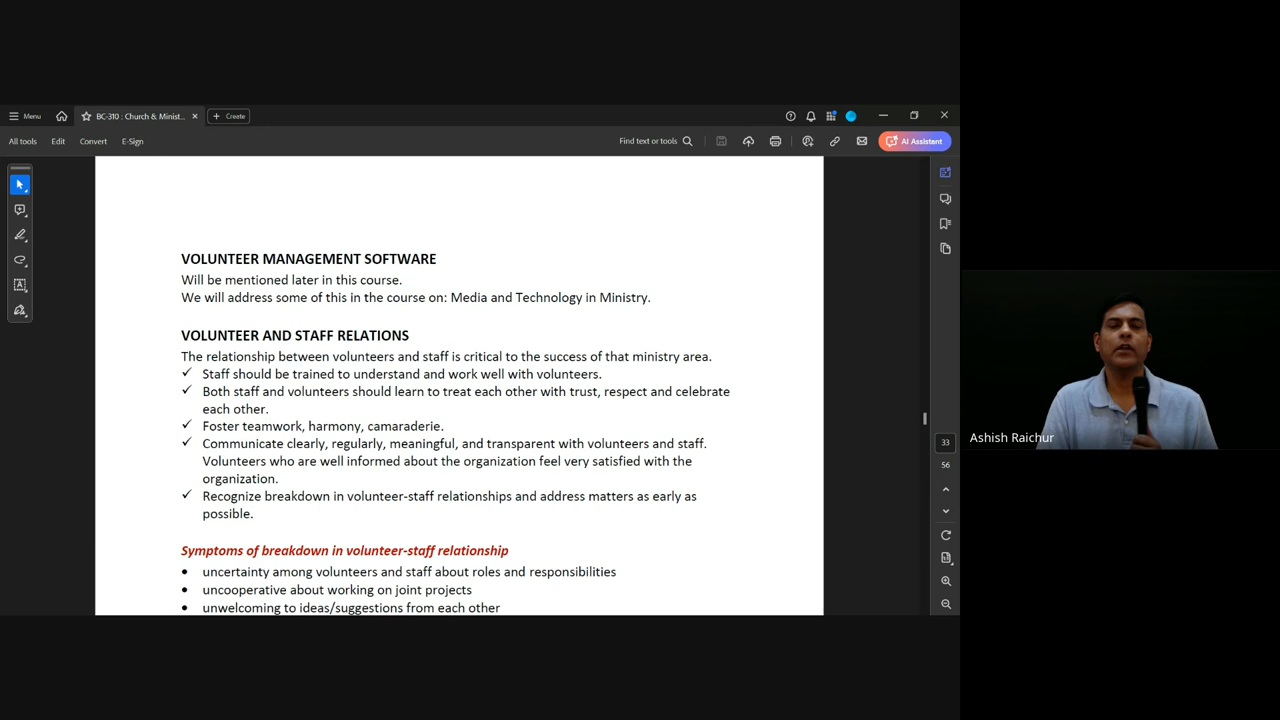 Menu
BC-310 : Church & Minist...
Create
All tools
Edit
Convert
E-Sign
Find text or tools
AI Assistant
VOLUNTEER MANAGEMENT SOFTWARE
Will be mentioned later in this course.
We will address some of this in the course on: Media and Technology in Ministry.
VOLUNTEER AND STAFF RELATIONS
The relationship between volunteers and staff is critical to the success of that ministry area.
✓ Staff should be trained to understand and work well with volunteers.
✓ Both staff and volunteers should learn to treat each other with trust, respect and celebrate
each other.
✓ Foster teamwork, harmony, camaraderie.
✓ Communicate clearly, regularly, meaningful, and transparent with volunteers and staff.
Volunteers who are well informed about the organization feel very satisfied with the
organization.
✓ Recognize breakdown in volunteer-staff relationships and address matters as early as
possible.
Symptoms of breakdown in volunteer-staff relationship
• uncertainty among volunteers and staff about roles and responsibilities
• uncooperative about working on joint projects
• unwelcoming to ideas/suggestions from each other
33
56
Ashish Raichur